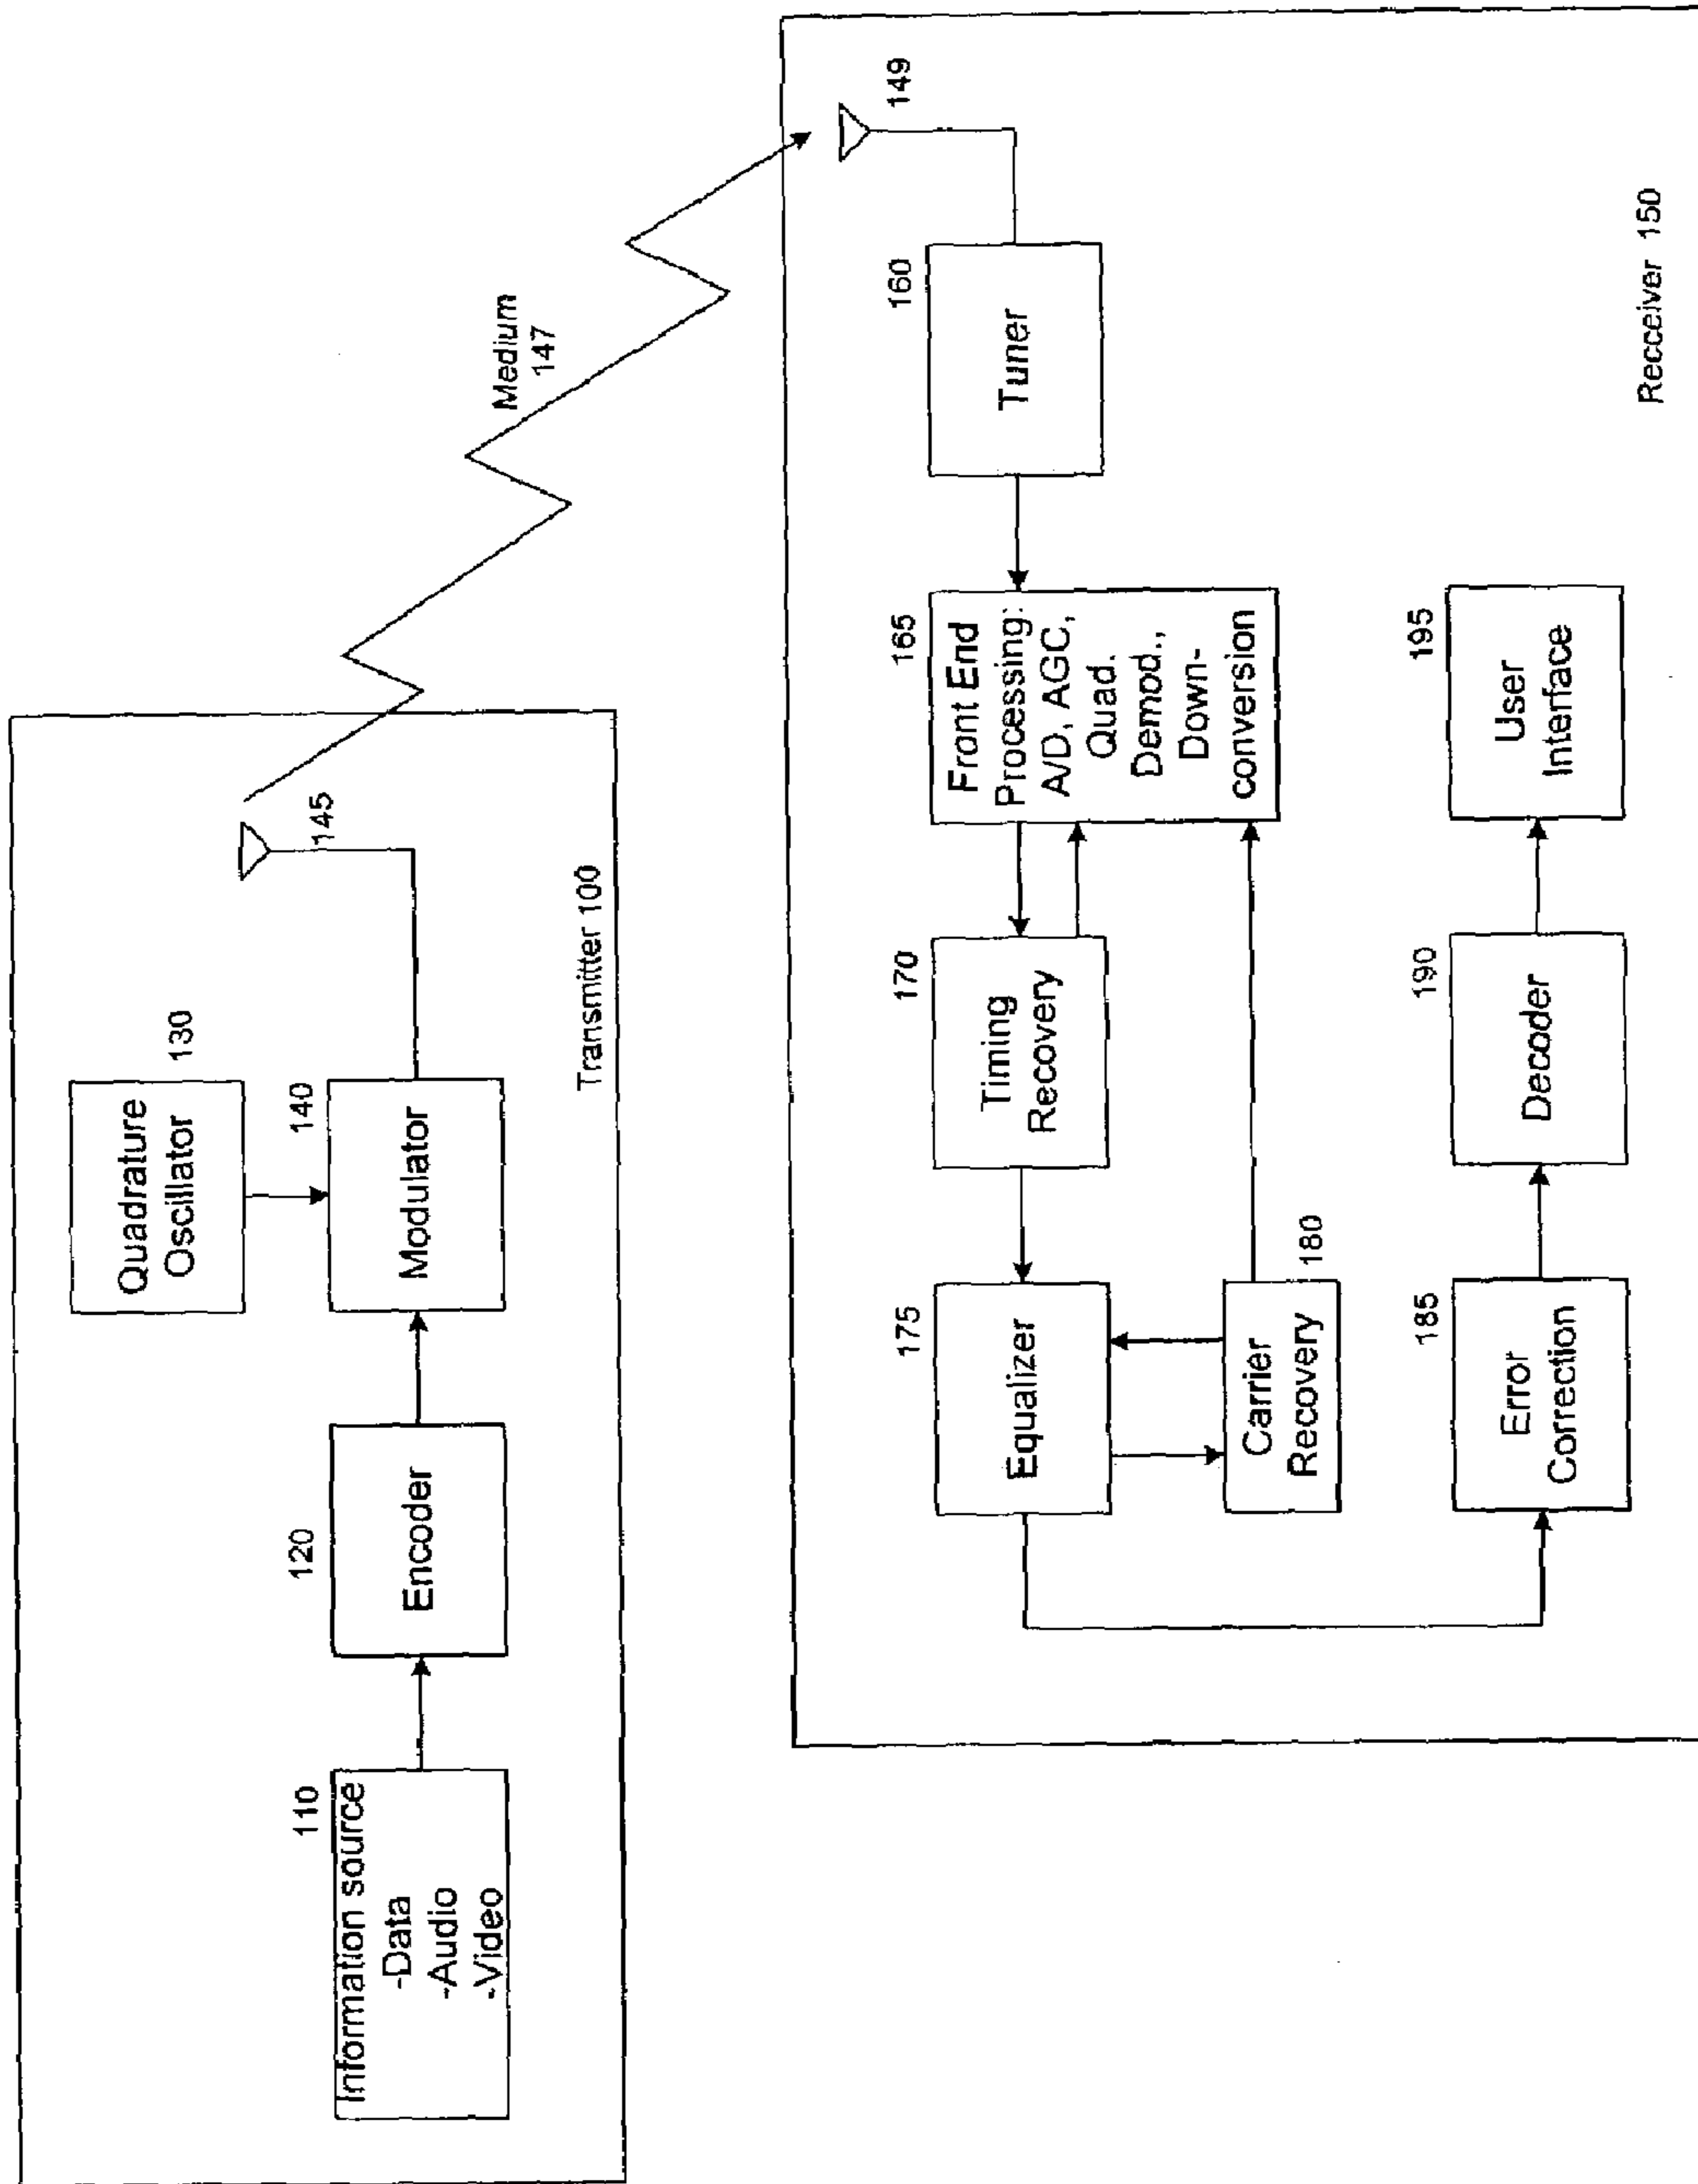 Quadrature
Oscillator
130
Information source
-Data
-Audio
-Video
110
Encoder
120
Modulator
140
145
Transmitter 100
Medium
147
149
Tuner
160
Front End
Processing:
A/D, AGC,
Quad.
Demod.,
Down-
conversion
165
Timing
Recovery
170
Equalizer
175
Carrier
Recovery
180
Error
Correction
185
Decoder
190
User
Interface
195
Recceiver 150